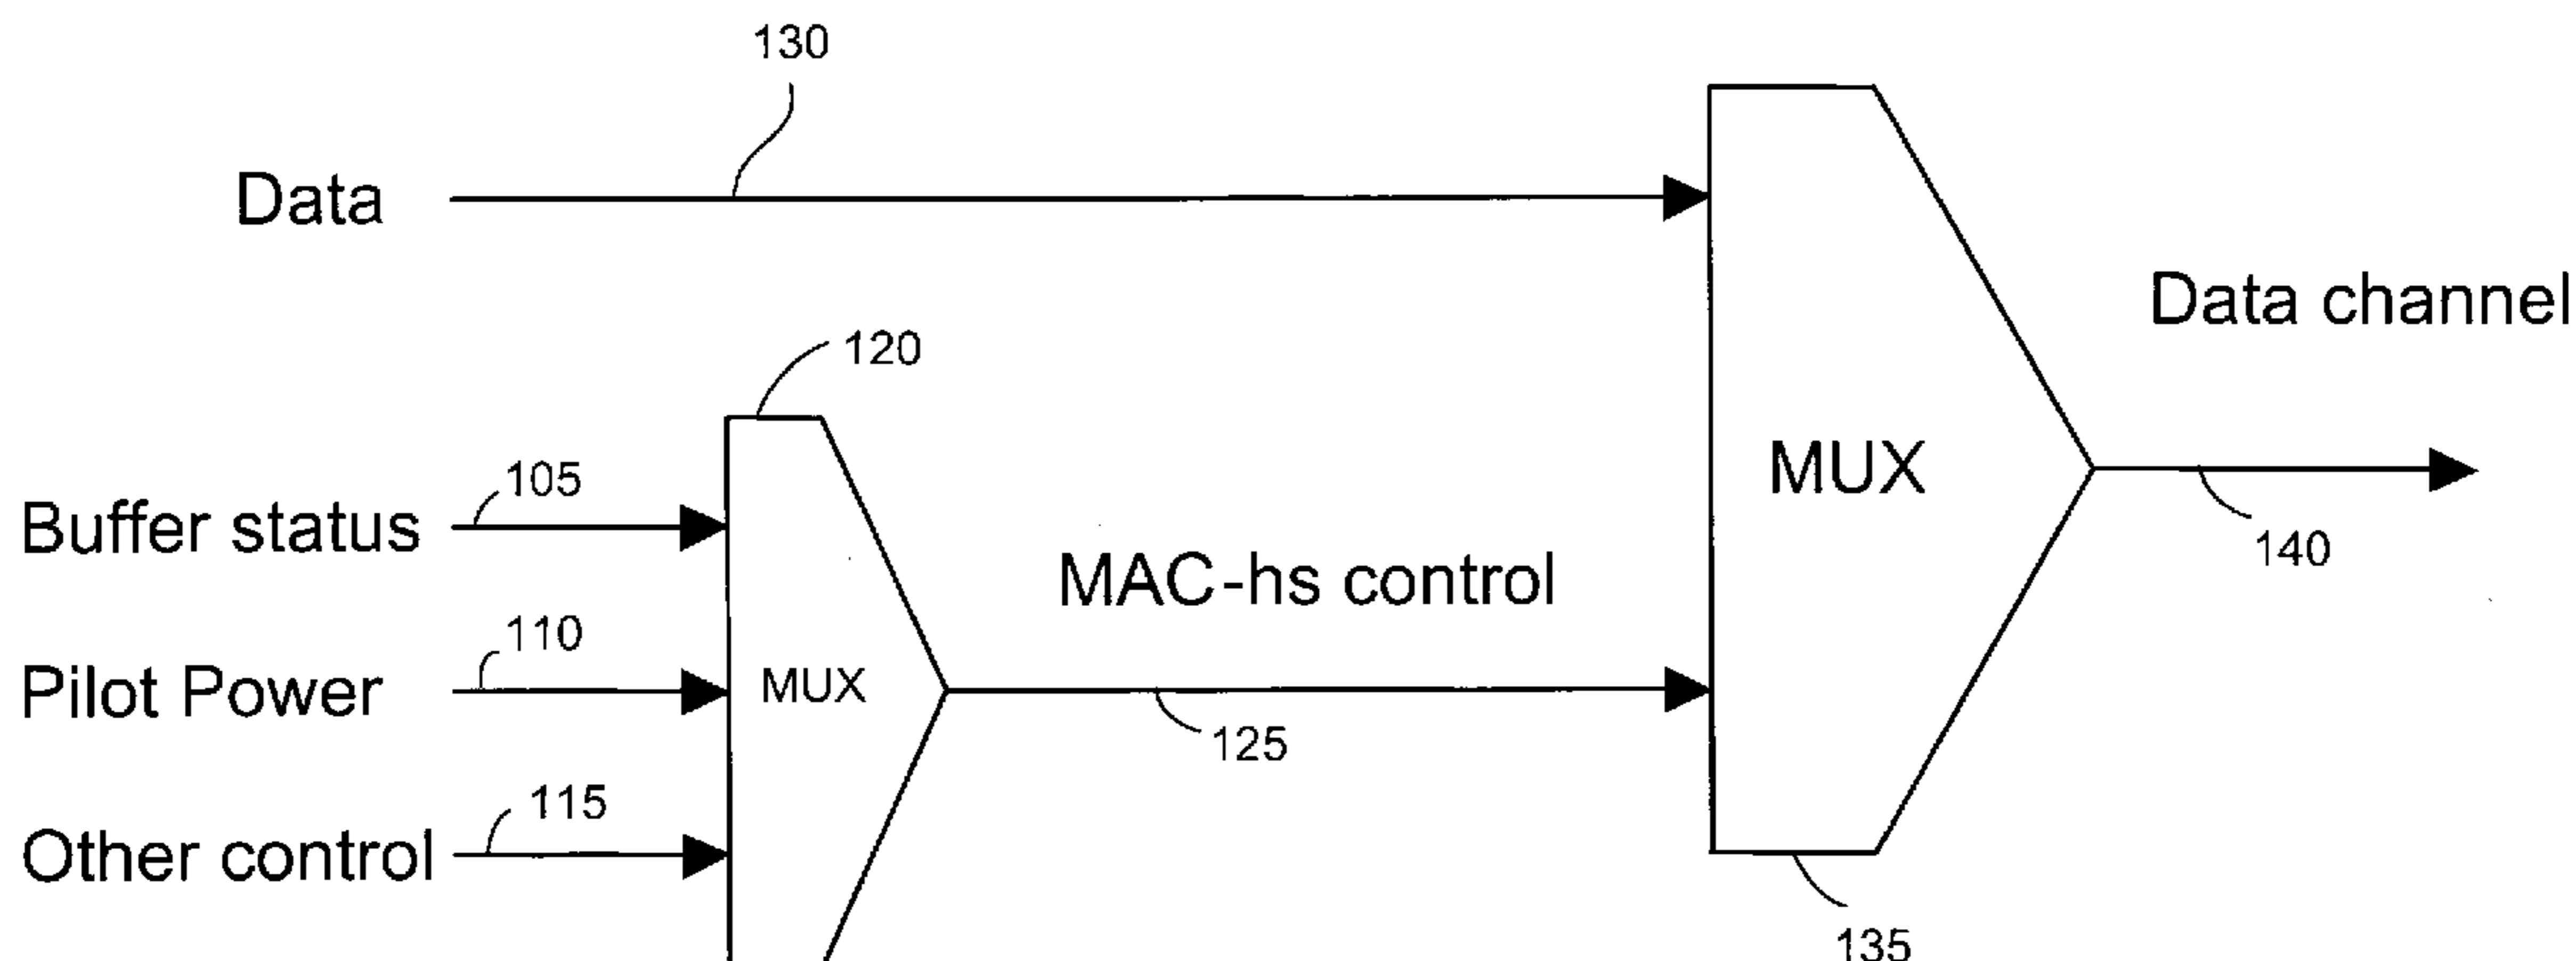 130
Data
Data channel
120
MUX
105
Buffer status
140
MAC-hs control
110
Pilot Power
MUX
125
115
Other control
135